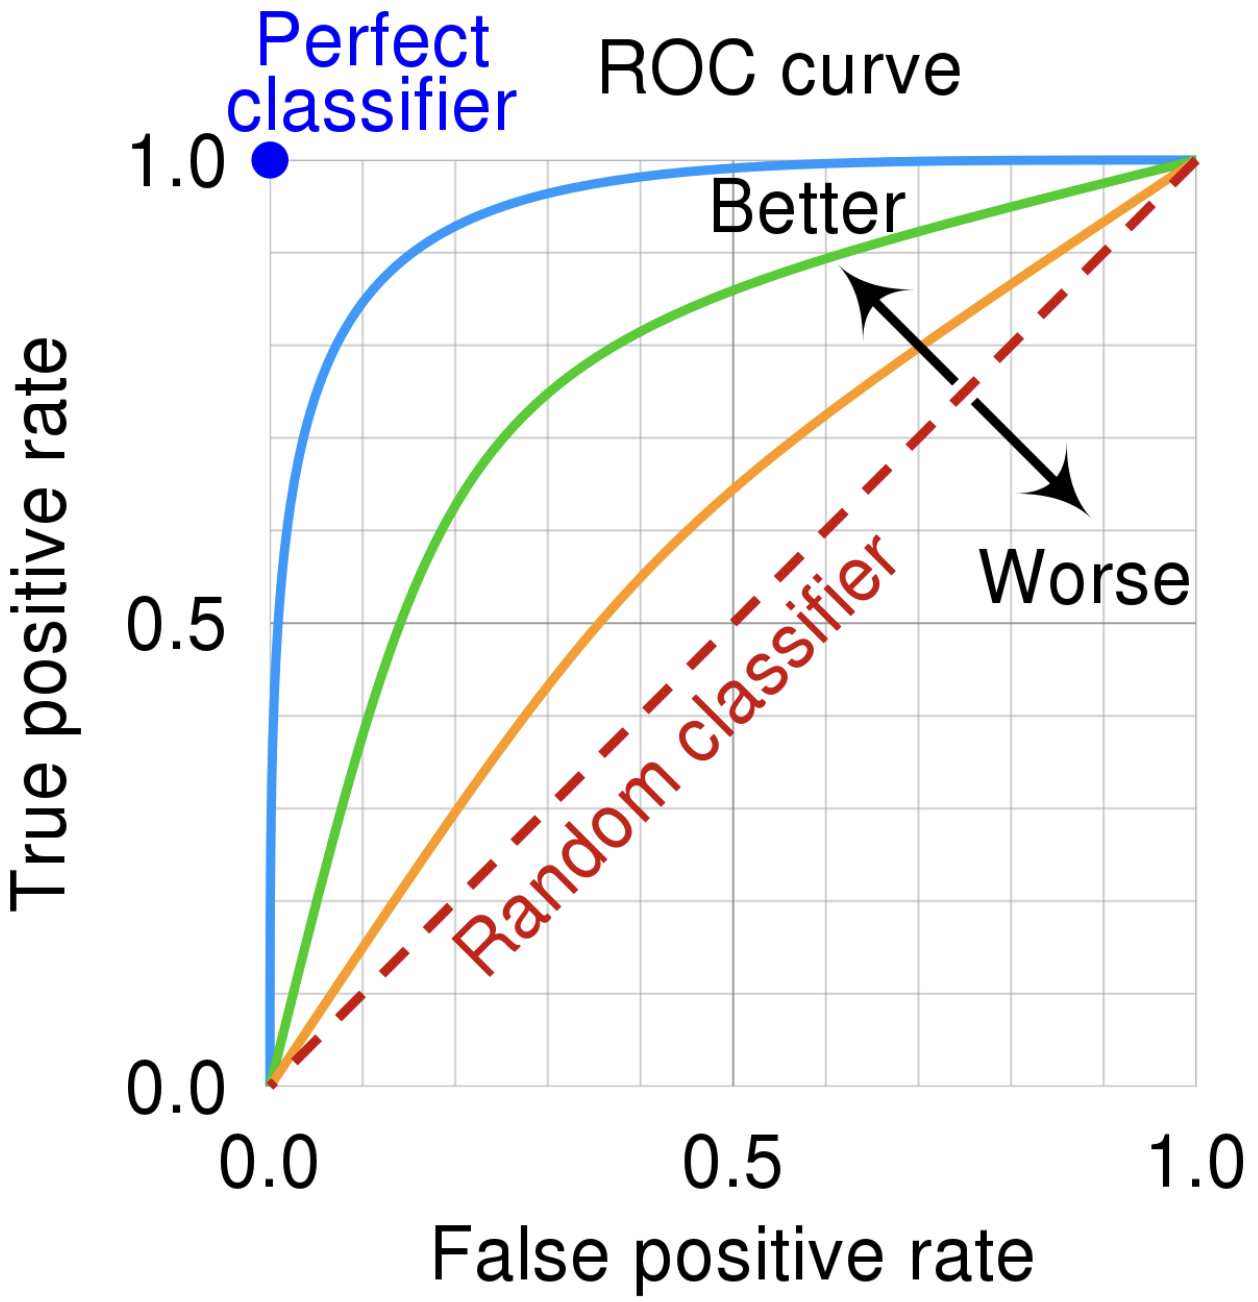 Perfect
classifier
ROC curve
1.0
Better
True positive rate
0.5
Worse
Random classifier
0.0
0.0
0.5
1.0
False positive rate